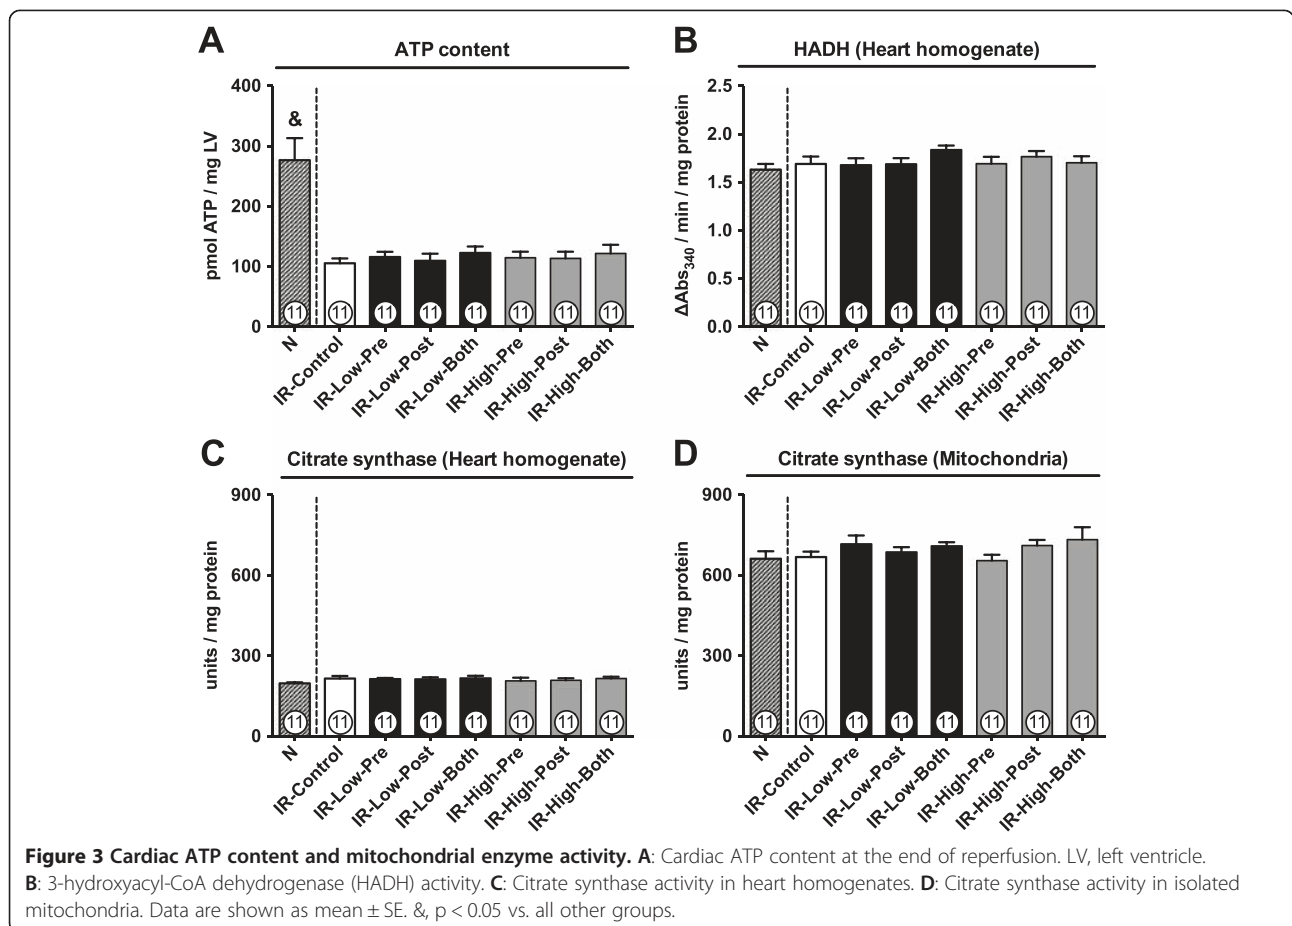 A
ATP content
pmol ATP / mg LV
400
300
200
100
0
&
11 11 11 11 11 11 11 11
N
IR-Control
IR-Low-Pre
IR-Low-Post
IR-Low-Both
IR-High-Pre
IR-High-Post
IR-High-Both
B
HADH (Heart homogenate)
ΔAbs340 / min / mg protein
2.5
2.0
1.5
1.0
0.5
0.0
11 11 11 11 11 11 11 11
N
IR-Control
IR-Low-Pre
IR-Low-Post
IR-Low-Both
IR-High-Pre
IR-High-Post
IR-High-Both
C
Citrate synthase (Heart homogenate)
units / mg protein
900
600
300
0
11 11 11 11 11 11 11 11
N
IR-Control
IR-Low-Pre
IR-Low-Post
IR-Low-Both
IR-High-Pre
IR-High-Post
IR-High-Both
D
Citrate synthase (Mitochondria)
units / mg protein
900
600
300
0
11 11 11 11 11 11 11 11
N
IR-Control
IR-Low-Pre
IR-Low-Post
IR-Low-Both
IR-High-Pre
IR-High-Post
IR-High-Both
Figure 3 Cardiac ATP content and mitochondrial enzyme activity. A: Cardiac ATP content at the end of reperfusion. LV, left ventricle.
B: 3-hydroxyacyl-CoA dehydrogenase (HADH) activity. C: Citrate synthase activity in heart homogenates. D: Citrate synthase activity in isolated
mitochondria. Data are shown as mean ± SE. &, p < 0.05 vs. all other groups.